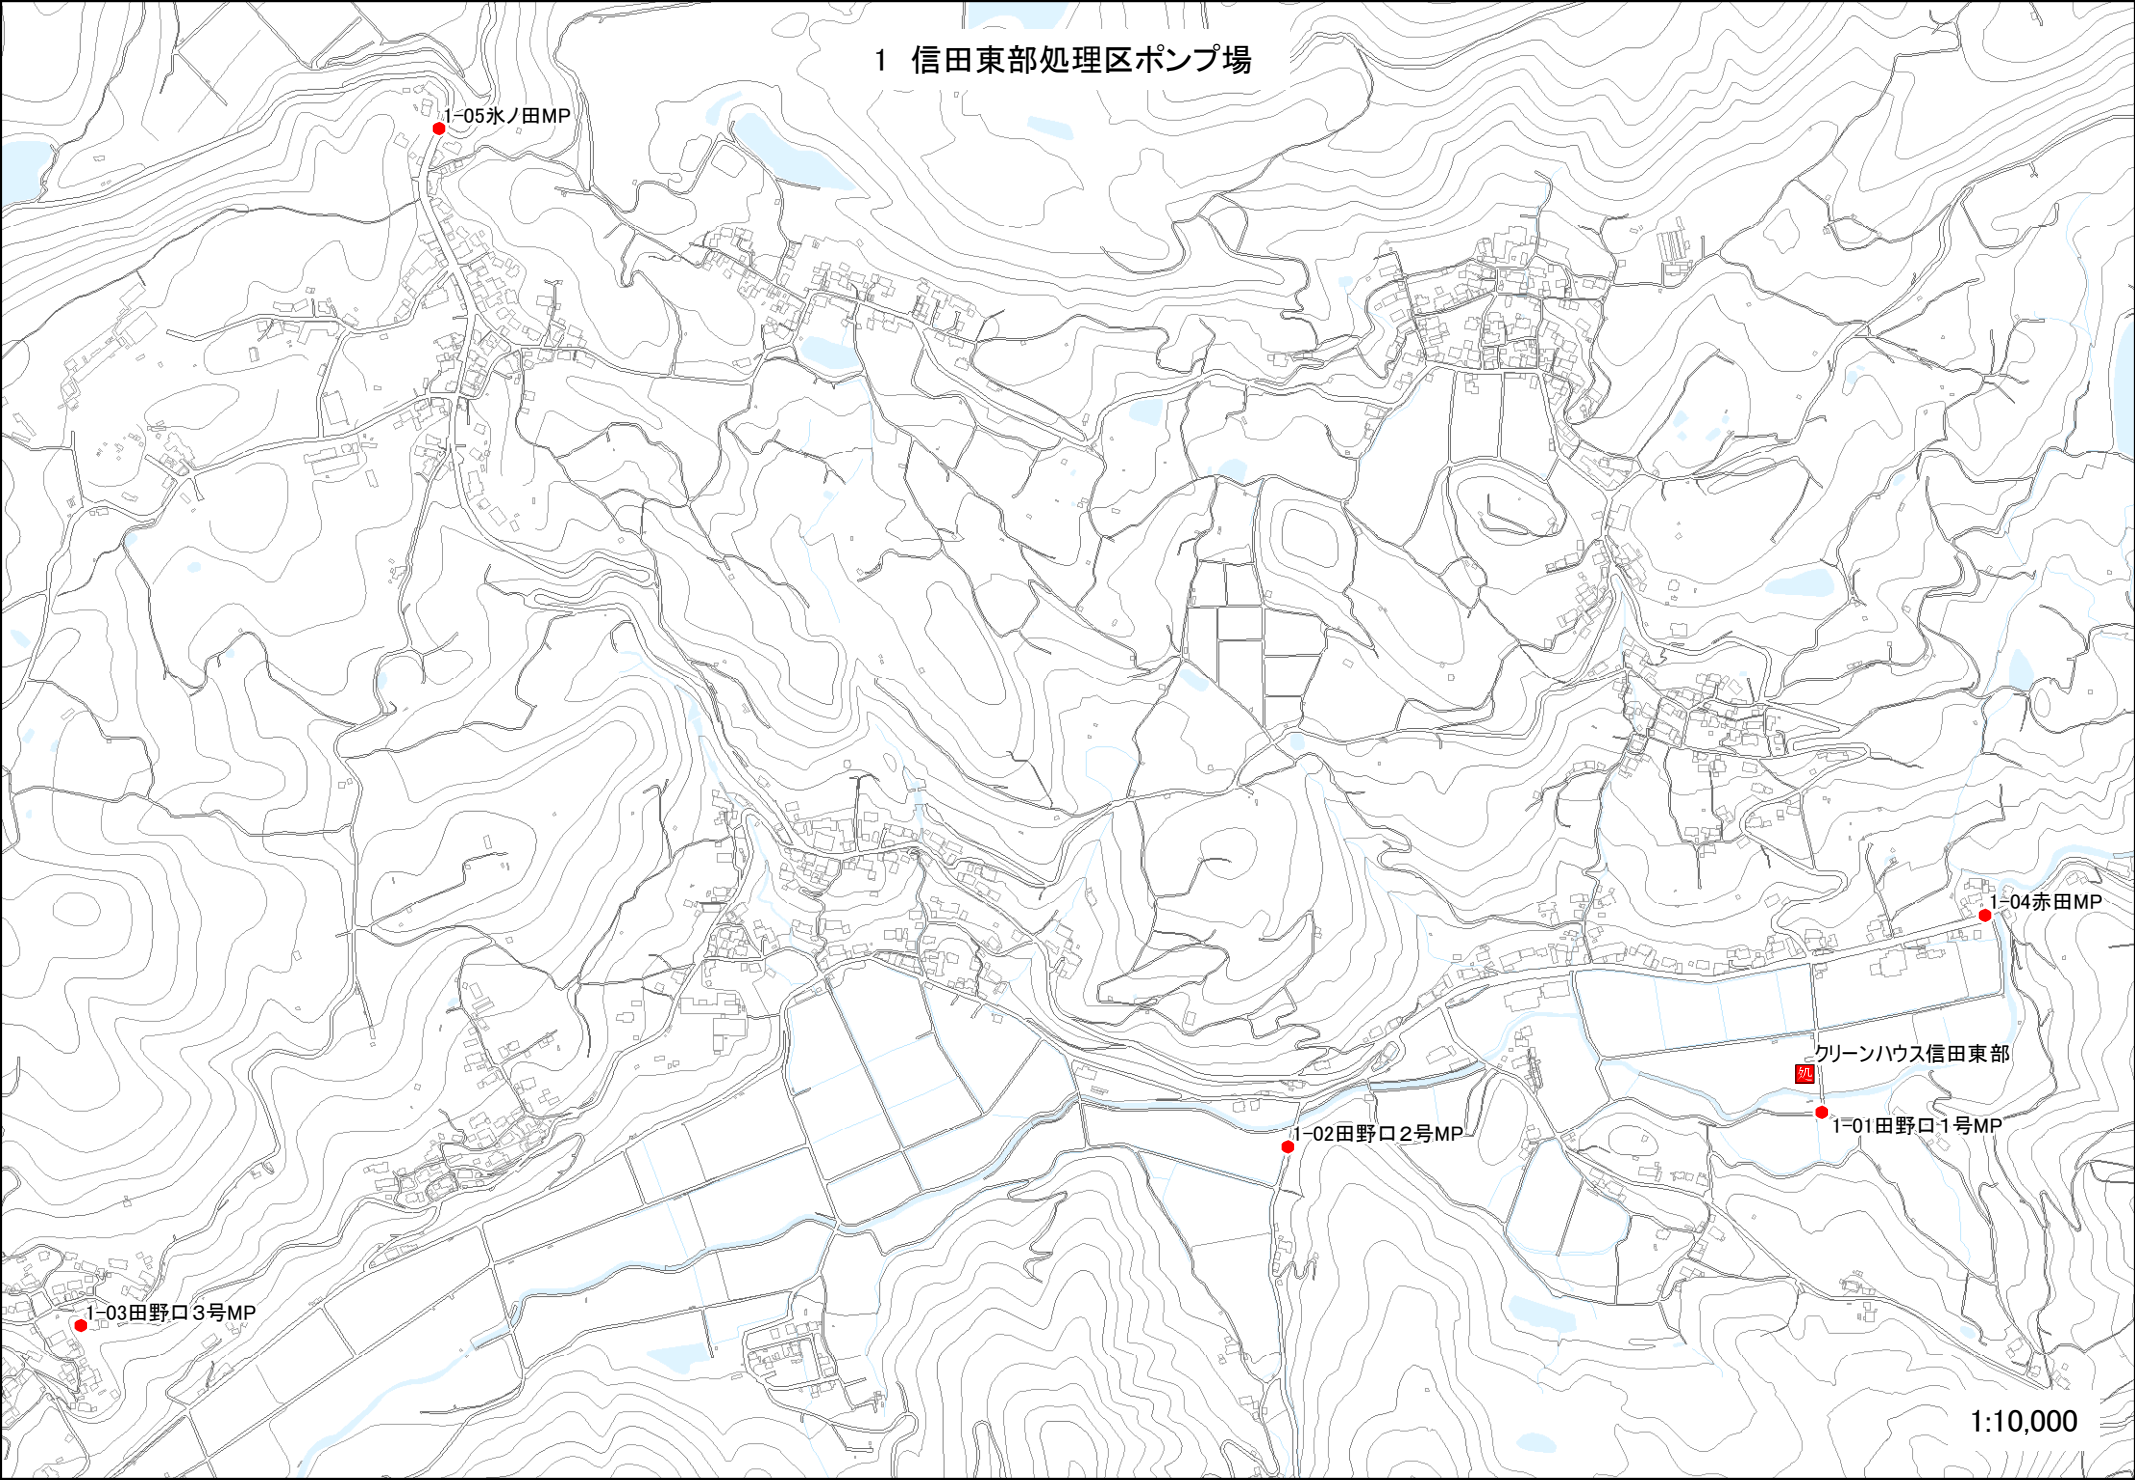 1 信田東部処理区ポンプ場
1-05氷ノ田MP
1-04赤田MP
クリーンハウス信田東部
処
1-01田野口１号MP
1-02田野口２号MP
1-03田野口３号MP
1:10,000